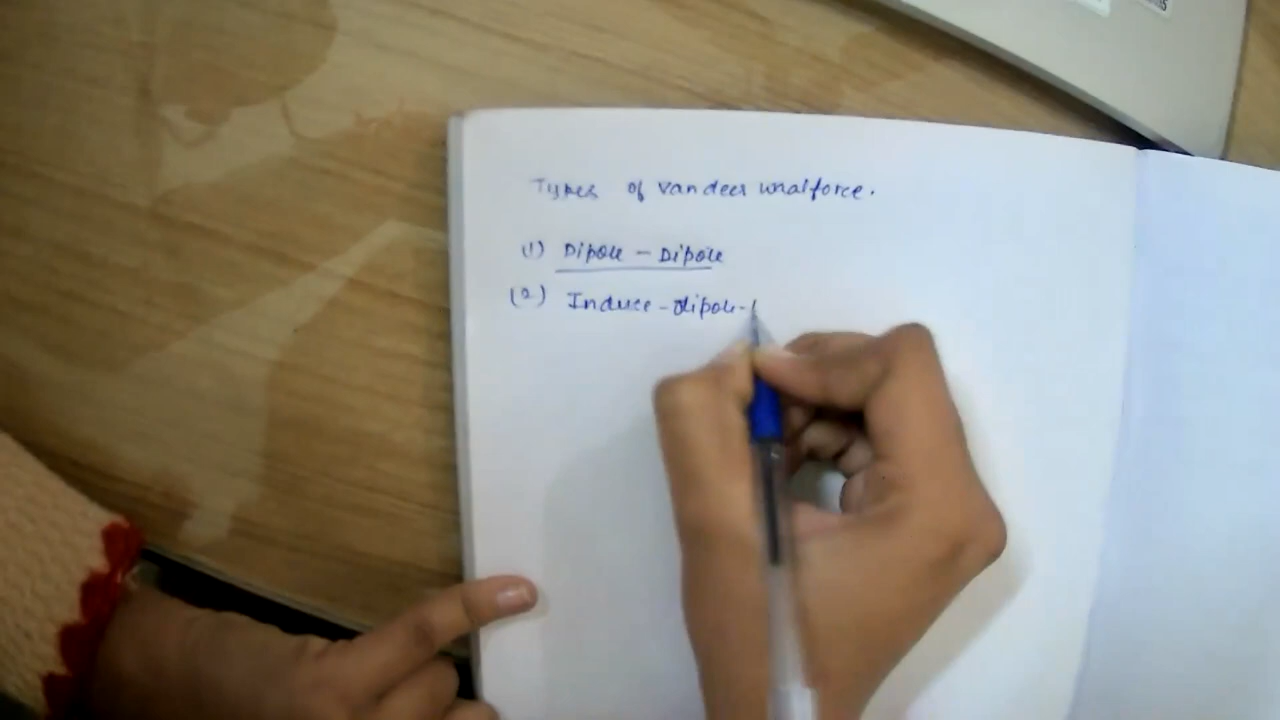 Types of vandeer waalforce.
(1) Dipole - Dipole
(2) Induce - dipole -